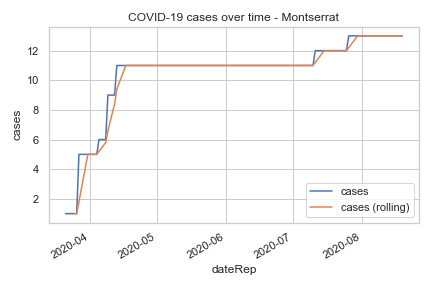 COVID-19 cases over time - Montserrat
cases
12
10
8
6
4
2
2020-04
2020-05
2020-06
2020-07
2020-08
dateRep
cases
cases (rolling)